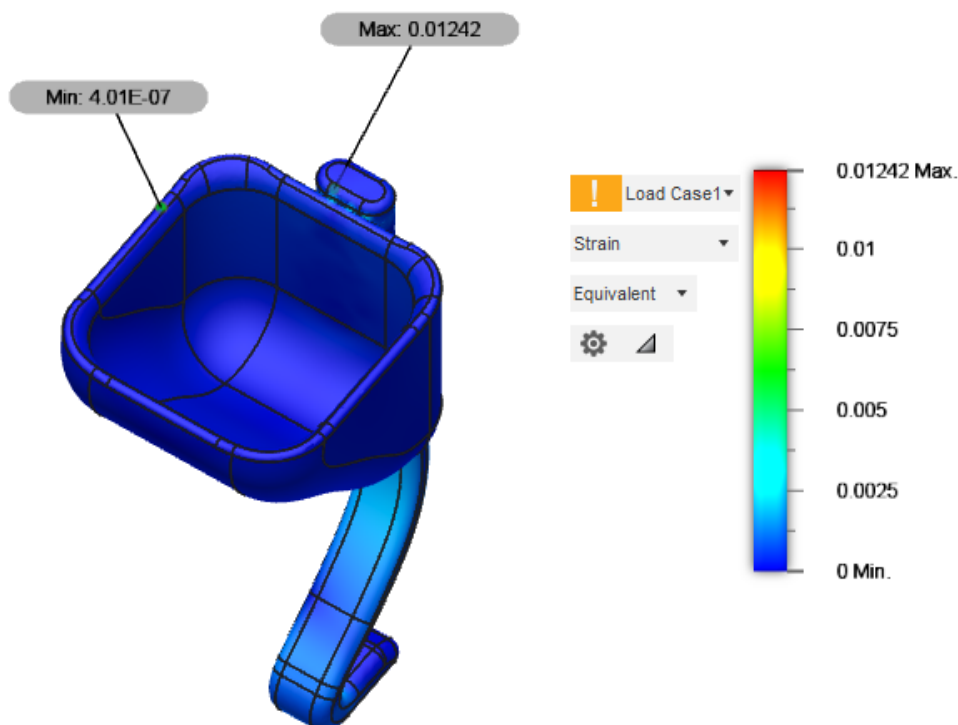 Max: 0.01242
Min: 4.01E-07
Load Case1
Strain
Equivalent
0.01242 Max.
0.01
0.0075
0.005
0.0025
0 Min.